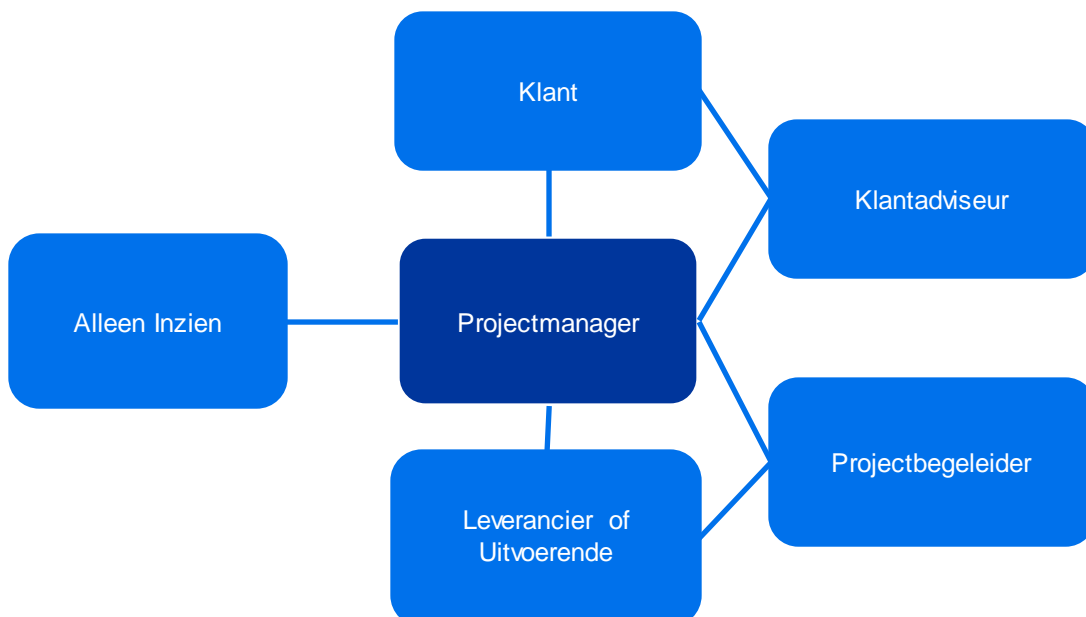 Klant
Klantadviseur
Alleen Inzien
Projectmanager
Projectbegeleider
Leverancier of
Uitvoerende